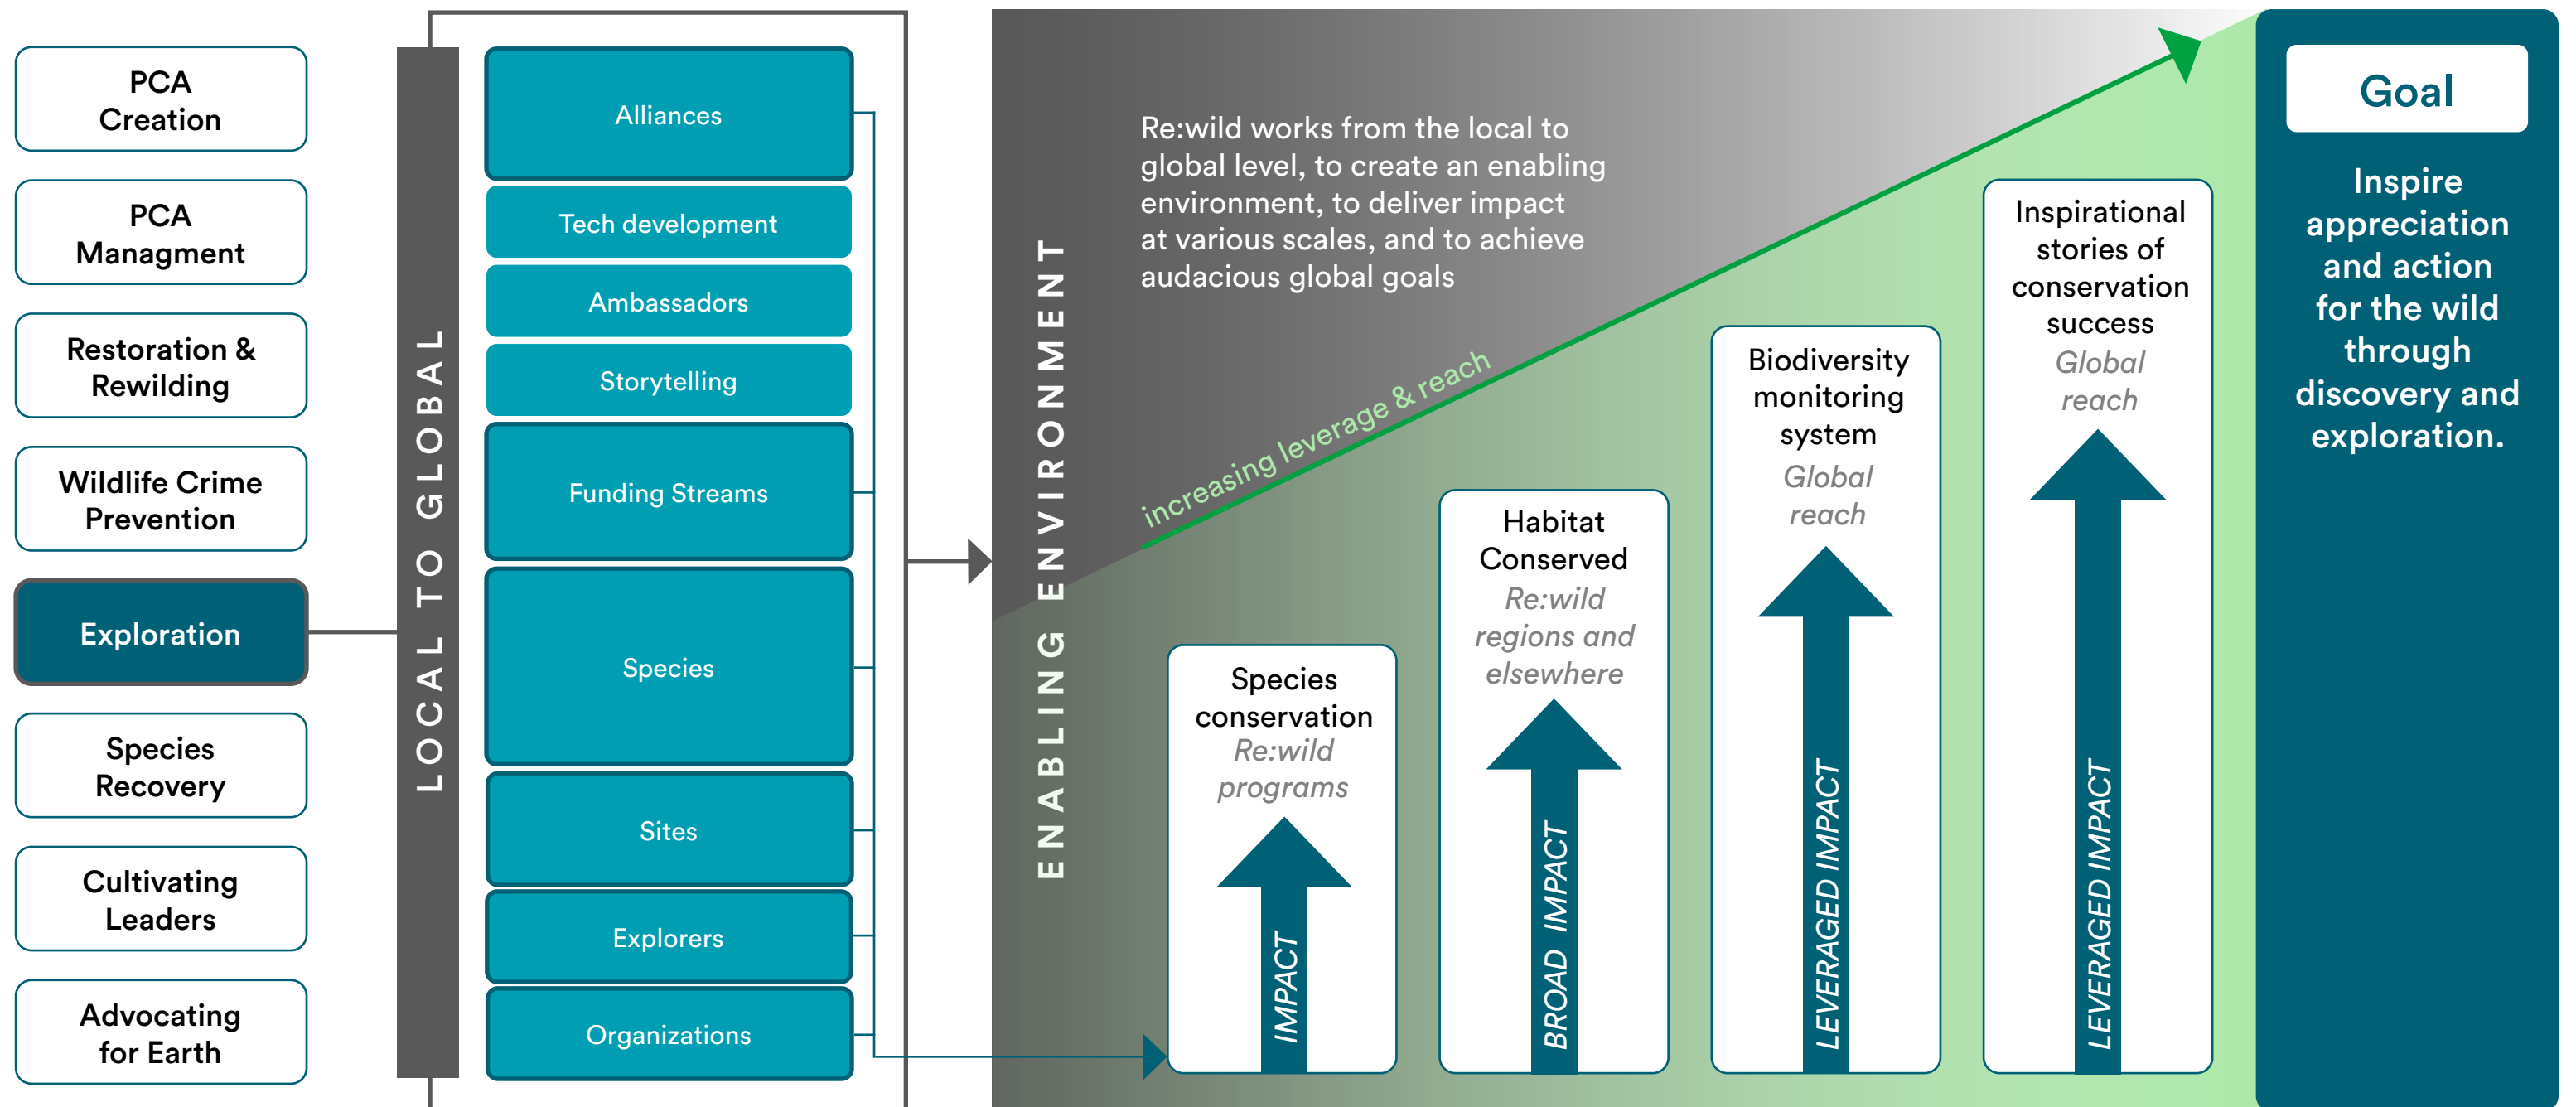 PCA
Creation
PCA
Managment
Restoration &
Rewilding
Wildlife Crime
Prevention
Exploration
Species
Recovery
Cultivating
Leaders
Advocating
for Earth
LOCAL TO GLOBAL
Alliances
Tech development
Ambassadors
Storytelling
Funding Streams
Species
Sites
Explorers
Organizations
ENABLING ENVIRONMENT
Re:wild works from the local to
global level, to create an enabling
environment, to deliver impact
at various scales, and to achieve
audacious global goals
increasing leverage & reach
Species
conservation
Re:wild
programs
IMPACT
Habitat
Conserved
Re:wild
regions and
elsewhere
BROAD IMPACT
Biodiversity
monitoring
system
Global
reach
LEVERAGED IMPACT
Inspirational
stories of
conservation
success
Global
reach
LEVERAGED IMPACT
Goal
Inspire
appreciation
and action
for the wild
through
discovery and
exploration.